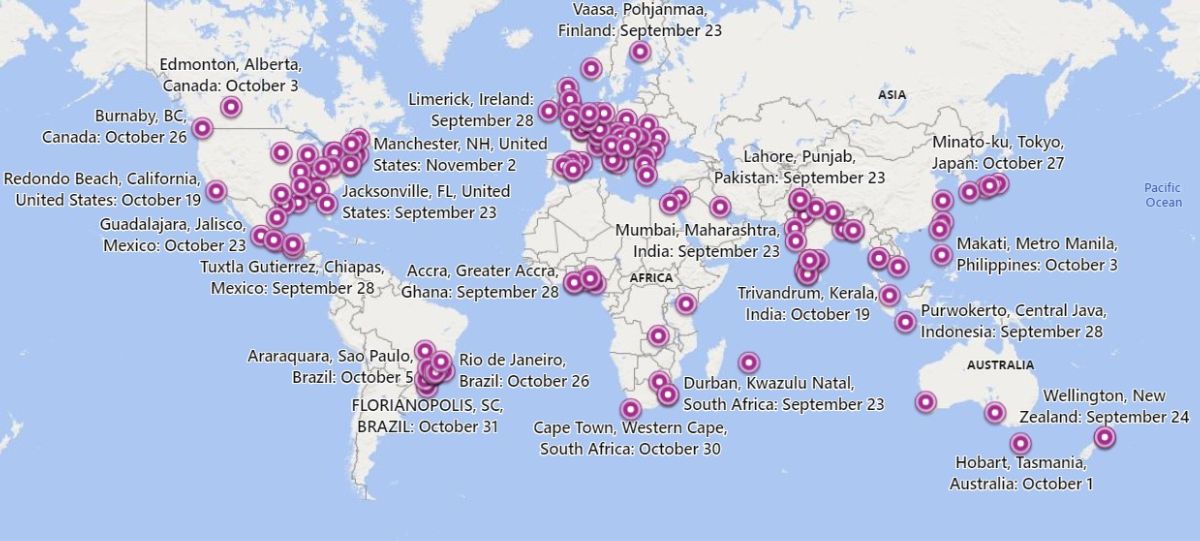 Vaasa, Pohjanmaa,
Finland: September 23
Edmonton, Alberta,
Canada: October 3
Burnaby, BC,
Canada: October 26
Limerick, Ireland:
September 28
ASIA
Manchester, NH, United
States: November 2
Minato-ku, Tokyo,
Japan: October 27
Lahore, Punjab,
Pakistan: September 23
Redondo Beach, California,
United States: October 19
Jacksonville, FL, United
States: September 23
Pacific
Ocean
Guadalajara, Jalisco,
Mexico: October 23
Mumbai, Maharashtra,
India: September 23
Makati, Metro Manila,
Philippines: October 3
Tuxtla Gutierrez, Chiapas,
Mexico: September 28
Accra, Greater Accra,
Ghana: September 28
AFRICA
Trivandrum, Kerala,
India: October 19
Purwokerto, Central Java,
Indonesia: September 28
Araraquara, Sao Paulo,
Brazil: October 5
Rio de Janeiro,
Brazil: October 26
AUSTRALIA
Durban, Kwazulu Natal,
South Africa: September 23
FLORIANOPOLIS, SC,
BRAZIL: October 31
Wellington, New
Zealand: September 24
Cape Town, Western Cape,
South Africa: October 30
Hobart, Tasmania,
Australia: October 1